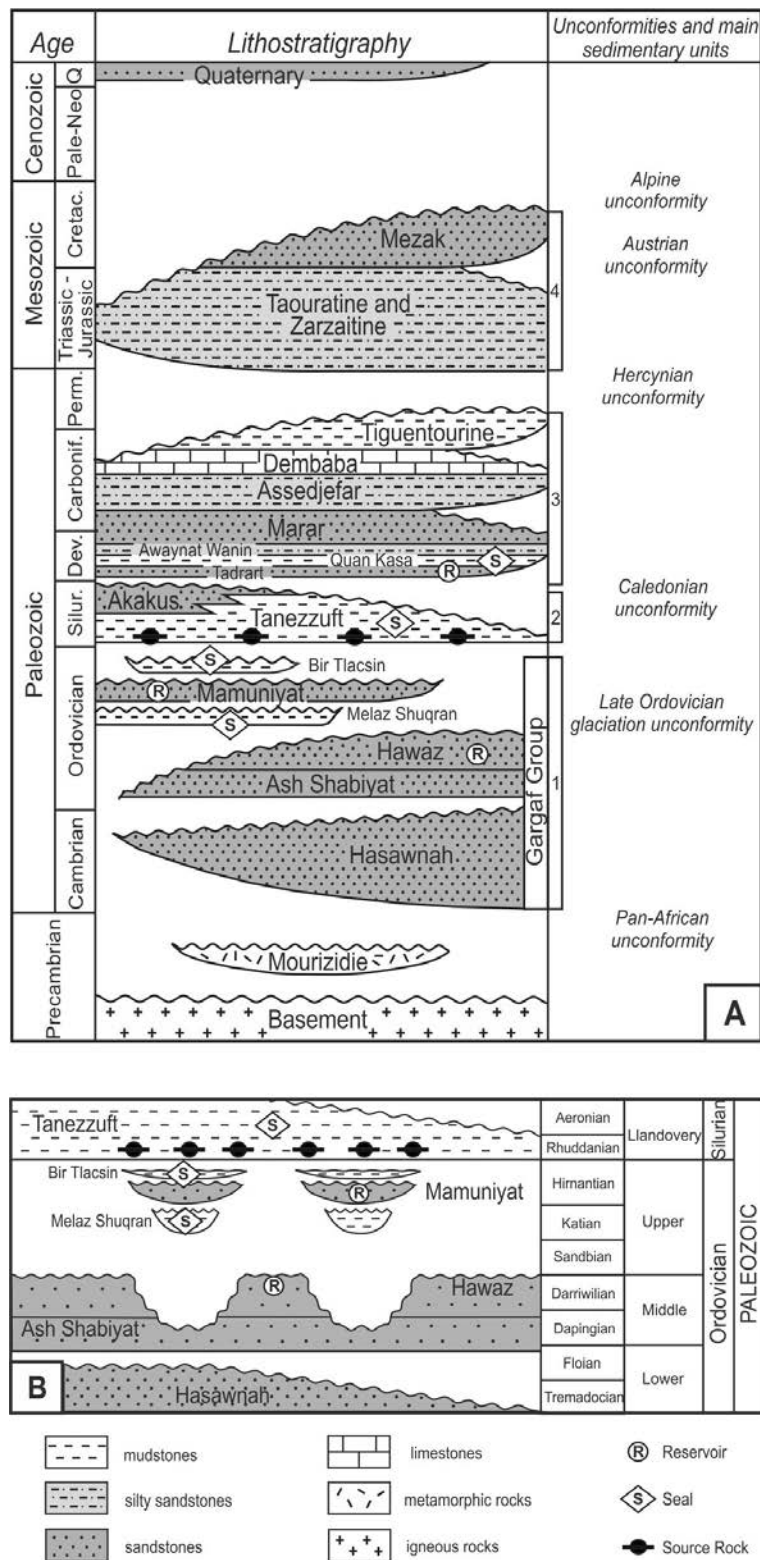 Age
Lithostratigraphy
Unconformities and main
sedimentary units
Cenozoic
Q
Pale-Neo
Quaternary
Alpine
unconformity
Mesozoic
Cretac.
Mezak
Austrian
unconformity
4
Triassic -
Jurassic
Taouratine and
Zarzaitine
Hercynian
unconformity
Paleozoic
Perm.
Tiguentourine
Carbonif.
Dembaba
Assedjefar
3
Marar
Dev.
Awaynat Wanin
Quan Kasa
S
Tadrart
R
Caledonian
unconformity
Silur.
Akakus
Tanezzuft
S
2
Ordovician
S
Bir Tlacsin
R
Mamuniyat
Melaz Shuqran
S
Late Ordovician
glaciation unconformity
Hawaz
R
Ash Shabiyat
Gargaf Group
1
Cambrian
Hasawnah
Pan-African
unconformity
Precambrian
Mourizidie
Basement
A
Tanezzuft
S
Aeronian
Rhuddanian
Llandovery
Silurian
PALEOZOIC
Bir Tlacsin
S
Mamuniyat
R
Melaz Shuqran
S
Hirnantian
Katian
Sandbian
Upper
Ordovician
R
Hawaz
Ash Shabiyat
Darriwilian
Dapingian
Middle
B
Hasawnah
Floian
Tremadocian
Lower
mudstones
limestones
R Reservoir
silty sandstones
metamorphic rocks
S Seal
sandstones
igneous rocks
Source Rock